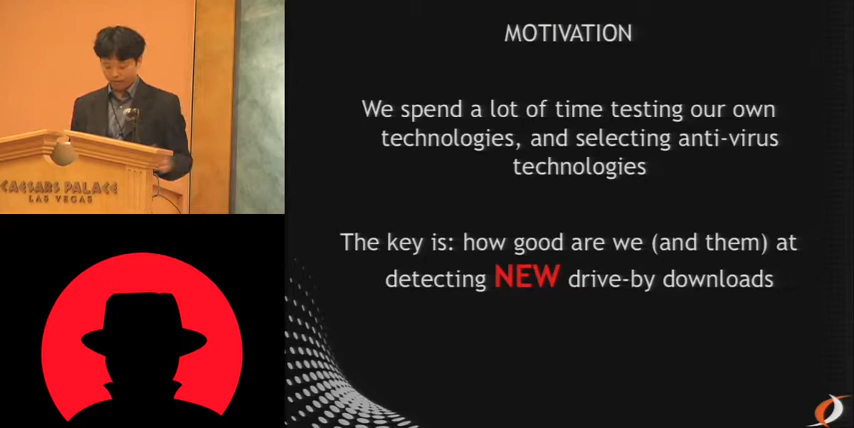 CAESARS PALACE
LAS VEGAS
MOTIVATION
We spend a lot of time testing our own
technologies, and selecting anti-virus
technologies
The key is: how good are we (and them) at
detecting NEW drive-by downloads